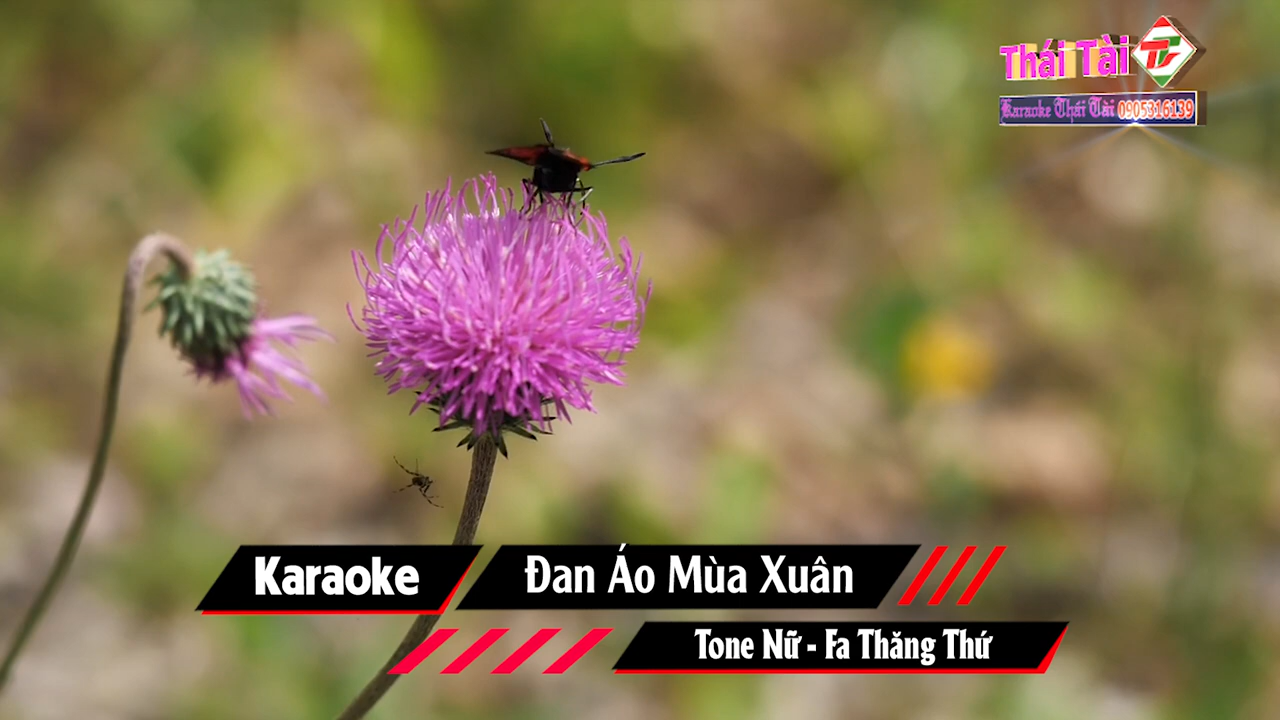 Thái Tài
Karaoke Thái Tài 0905316139
Karaoke
Đan Áo Mùa Xuân
Tone Nữ - Fa Thăng Thứ